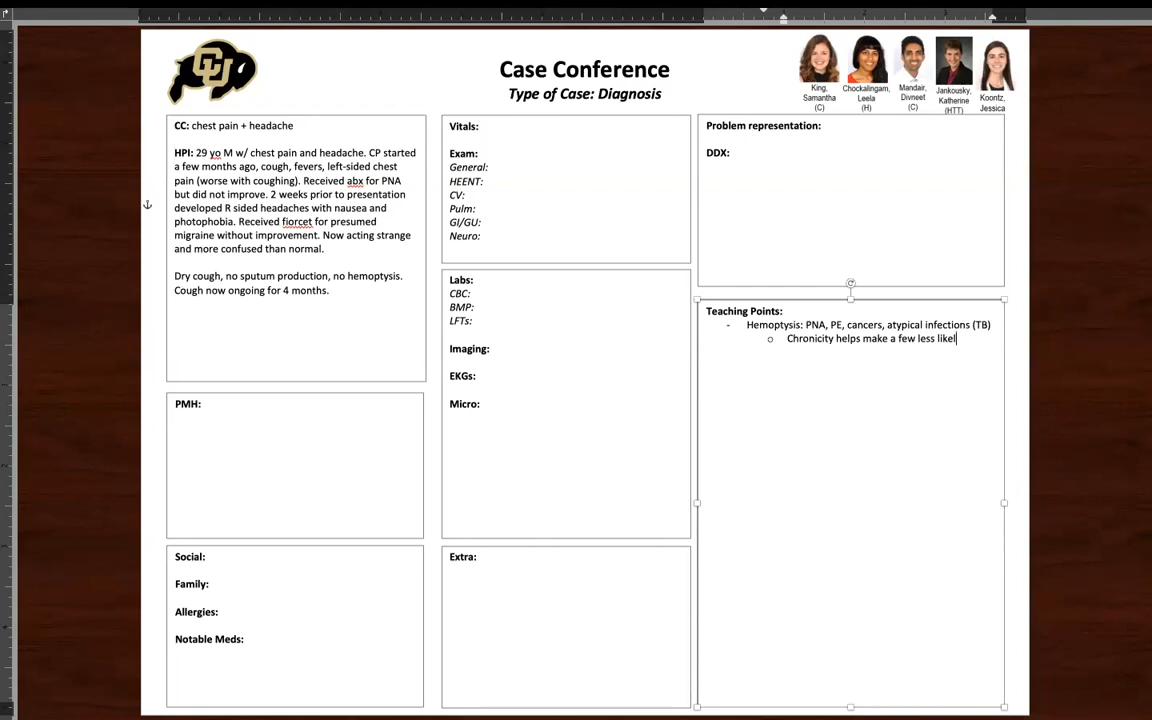 CU
Case Conference
Type of Case: Diagnosis
King,
Samantha
(C)
Chockalingam,
Leela
(H)
Mandair,
Divneet
(C)
Jankousky,
Katherine
(HTT)
Koontz,
Jessica
CC: chest pain + headache
HPI: 29 yo M w/ chest pain and headache. CP started
a few months ago, cough, fevers, left-sided chest
pain (worse with coughing). Received abx for PNA
but did not improve. 2 weeks prior to presentation
developed R sided headaches with nausea and
photophobia. Received fiorcet for presumed
migraine without improvement. Now acting strange
and more confused than normal.
Dry cough, no sputum production, no hemoptysis.
Cough now ongoing for 4 months.
PMH:
Social:
Family:
Allergies:
Notable Meds:
Vitals:
Exam:
General:
HEENT:
CV:
Pulm:
GI/GU:
Neuro:
Labs:
CBC:
BMP:
LFTs:
Imaging:
EKGs:
Micro:
Extra:
Problem representation:
DDX:
Teaching Points:
- Hemoptysis: PNA, PE, cancers, atypical infections (TB)
o Chronicity helps make a few less likel